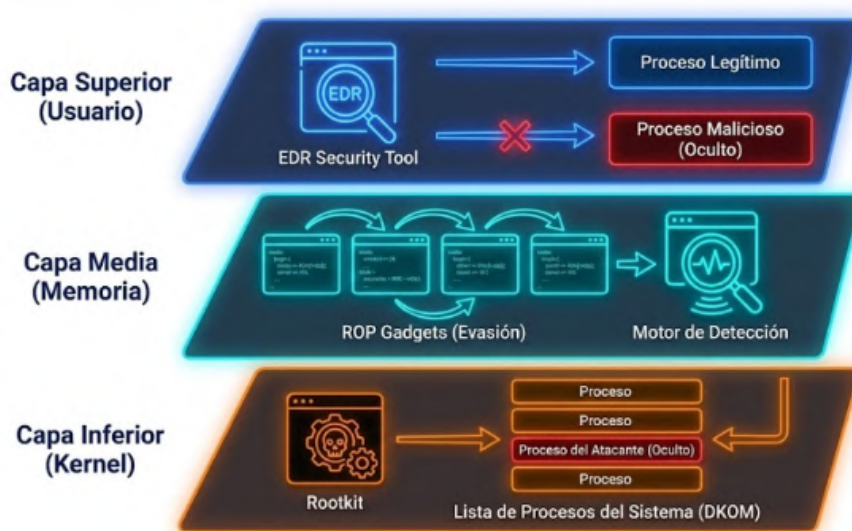 Capa Superior
(Usuario)
EDR
EDR Security Tool
Proceso Legítimo
Proceso Malicioso
(Oculto)
Capa Media
(Memoria)
ROP Gadgets (Evasión)
Motor de Detección
Capa Inferior
(Kernel)
Rootkit
Proceso
Proceso
Proceso del Atacante (Oculto)
Proceso
Lista de Procesos del Sistema (DKOM)